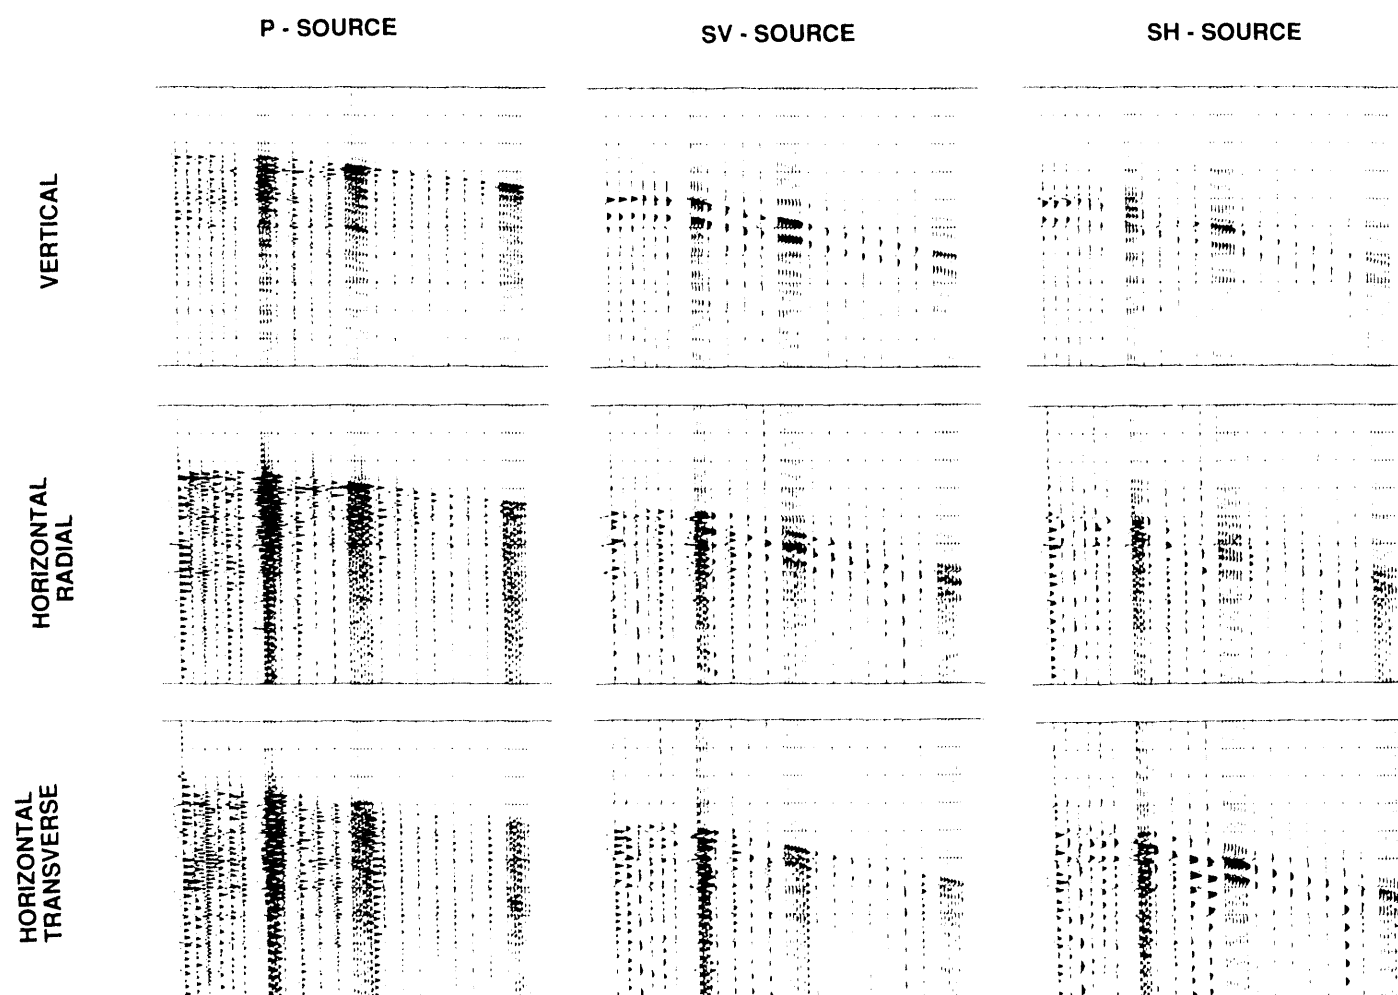 P - SOURCE
SV - SOURCE
SH - SOURCE
VERTICAL
HORIZONTAL
RADIAL
HORIZONTAL
TRANSVERSE